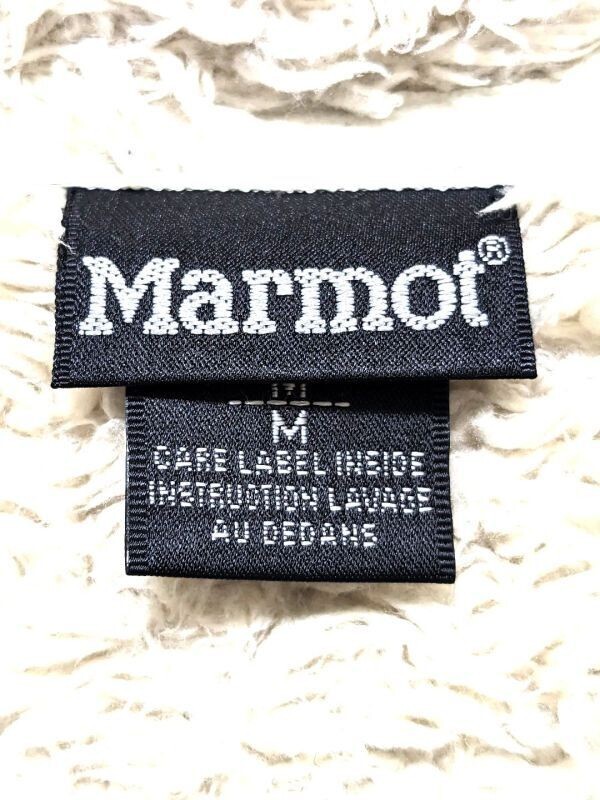 Marmot®
M
CARE LABEL INSIDE
INSTRUCTION LAVAGE
AU DEDANS